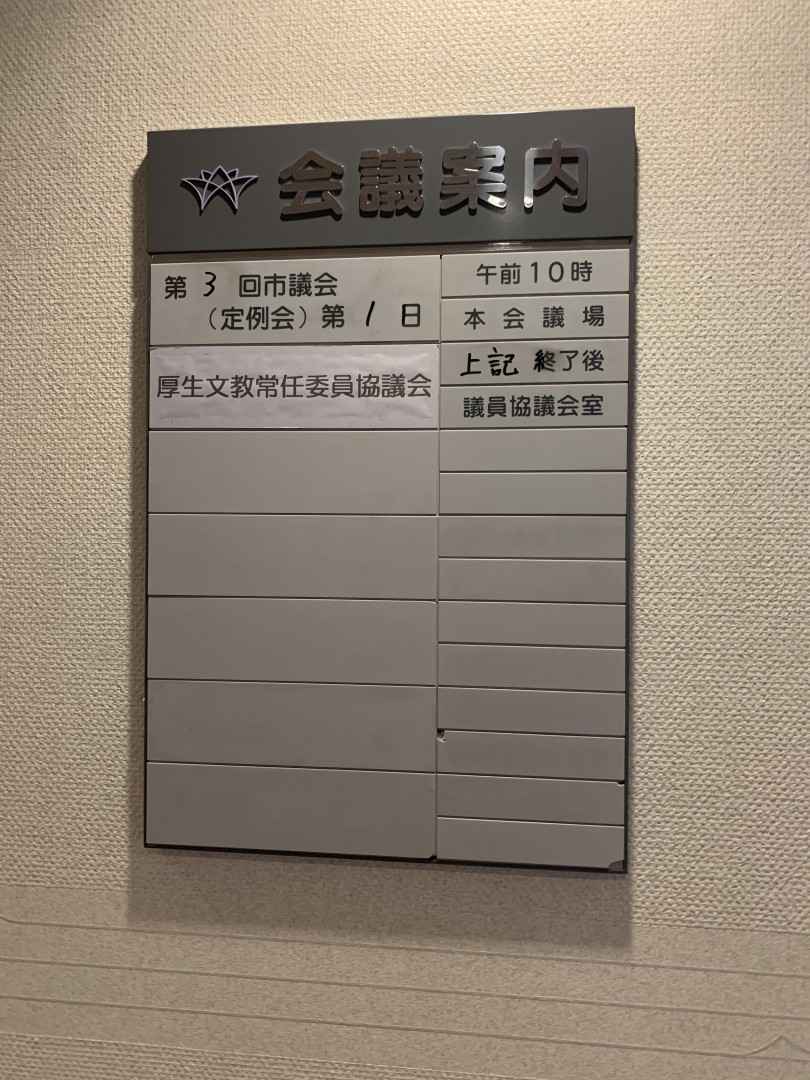 会議案内
第 3 回市議会
（定例会）第 1 日
午前10時
本会議場
厚生文教常任委員協議会
上記 終了後
議員協議会室